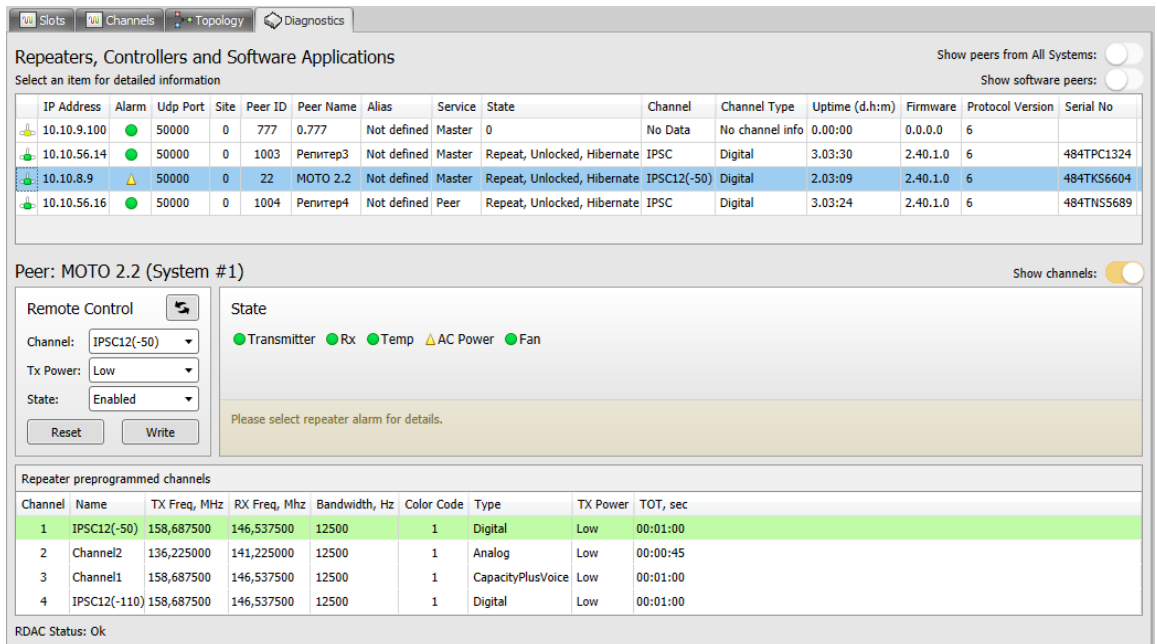 Slots Channels Topology Diagnostics
Repeaters, Controllers and Software Applications
Show peers from All Systems:
Select an item for detailed information
Show software peers:
IP Address Alarm Udp Port Site Peer ID Peer Name Alias Service State Channel Channel Type Uptime (d.h:m) Firmware Protocol Version Serial No
10.10.9.100 50000 0 777 0.777 Not defined Master 0 No Data No channel info 0.00:00 0.0.0.0 6
10.10.56.14 50000 0 1003 Репитер3 Not defined Master Repeat, Unlocked, Hibernate IPSC Digital 3.03:30 2.40.1.0 6 484TPC1324
10.10.8.9 50000 0 22 MOTO 2.2 Not defined Master Repeat, Unlocked, Hibernate IPSC12(-50) Digital 2.03:09 2.40.1.0 6 484TKS6604
10.10.56.16 50000 0 1004 Репитер4 Not defined Peer Repeat, Unlocked, Hibernate IPSC Digital 3.03:24 2.40.1.0 6 484TNS5689
Peer: MOTO 2.2 (System #1)
Show channels:
Remote Control
Channel: IPSC12(-50)
Tx Power: Low
State: Enabled
Reset Write
State
Transmitter Rx Temp AC Power Fan
Please select repeater alarm for details.
Repeater preprogrammed channels
Channel Name TX Freq, MHz RX Freq, Mhz Bandwidth, Hz Color Code Type TX Power TOT, sec
1 IPSC12(-50) 158,687500 146,537500 12500 1 Digital Low 00:01:00
2 Channel2 136,225000 141,225000 12500 1 Analog Low 00:00:45
3 Channel1 158,687500 146,537500 12500 1 CapacityPlusVoice Low 00:01:00
4 IPSC12(-110) 158,687500 146,537500 12500 1 Digital Low 00:01:00
RDAC Status: Ok